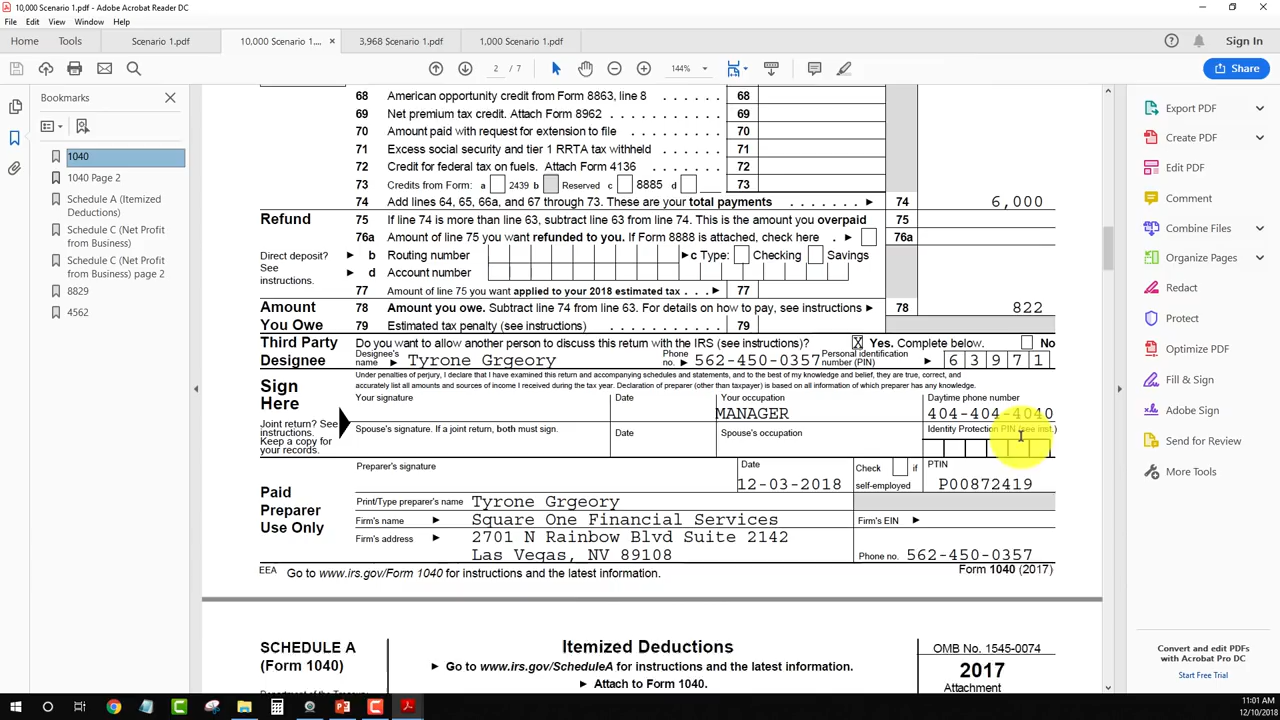 10,000 Scenario 1.pdf - Adobe Acrobat Reader DC
File Edit View Window Help
Home Tools Scenario 1.pdf 10,000 Scenario 1.... × 3,968 Scenario 1.pdf 1,000 Scenario 1.pdf Sign In
2 / 7 144% Share
Bookmarks
1040
1040 Page 2
Schedule A (Itemized
Deductions)
Schedule C (Net Profit
from Business)
Schedule C (Net Profit
from Business) page 2
8829
4562
68 American opportunity credit from Form 8863, line 8 . . . . . . 68
69 Net premium tax credit. Attach Form 8962 . . . . . . . . . . 69
70 Amount paid with request for extension to file . . . . . . . . 70
71 Excess social security and tier 1 RRTA tax withheld . . . . . . 71
72 Credit for federal tax on fuels. Attach Form 4136 . . . . . . . 72
73 Credits from Form: a 2439 b Reserved c 8885 d 73
74 Add lines 64, 65, 66a, and 67 through 73. These are your total payments . . . . . . . ► 74 6,000
Refund 75 If line 74 is more than line 63, subtract line 63 from line 74. This is the amount you overpaid 75
76a Amount of line 75 you want refunded to you. If Form 8888 is attached, check here . ► 76a
Direct deposit? ► b Routing number ►c Type: Checking Savings
See ► d Account number
instructions.
77 Amount of line 75 you want applied to your 2018 estimated tax . . . ► 77
Amount 78 Amount you owe. Subtract line 74 from line 63. For details on how to pay, see instructions ► 78 822
You Owe 79 Estimated tax penalty (see instructions) . . . . . . . . . . 79
Third Party Do you want to allow another person to discuss this return with the IRS (see instructions)? X Yes. Complete below. No
Designee Designee's name ► Tyrone Grgeory Phone no. ► 562-450-0357 Personal identification number (PIN) ► 6 3 9 7 1
Sign Under penalties of perjury, I declare that I have examined this return and accompanying schedules and statements, and to the best of my knowledge and belief, they are true, correct, and
Here accurately list all amounts and sources of income I received during the tax year. Declaration of preparer (other than taxpayer) is based on all information of which preparer has any knowledge.
Your signature Date Your occupation Daytime phone number
MANAGER 404-404-4040
Joint return? See
instructions.
Keep a copy for
your records.
Spouse's signature. If a joint return, both must sign. Date Spouse's occupation Identity Protection PIN (see inst.)
Preparer's signature Date Check if self-employed PTIN
12-03-2018 P00872419
Paid
Preparer
Use Only
Print/Type preparer's name Tyrone Grgeory
Firm's name ► Square One Financial Services Firm's EIN ►
Firm's address ► 2701 N Rainbow Blvd Suite 2142
Las Vegas, NV 89108 Phone no. 562-450-0357
EEA Go to www.irs.gov/Form 1040 for instructions and the latest information. Form 1040 (2017)
SCHEDULE A Itemized Deductions OMB No. 1545-0074
(Form 1040) ► Go to www.irs.gov/ScheduleA for instructions and the latest information. 2017
► Attach to Form 1040. Attachment
Export PDF
Create PDF
Edit PDF
Comment
Combine Files
Organize Pages
Redact
Protect
Optimize PDF
Fill & Sign
Adobe Sign
Send for Review
More Tools
Convert and edit PDFs
with Acrobat Pro DC
Start Free Trial
11:01 AM
12/10/2018